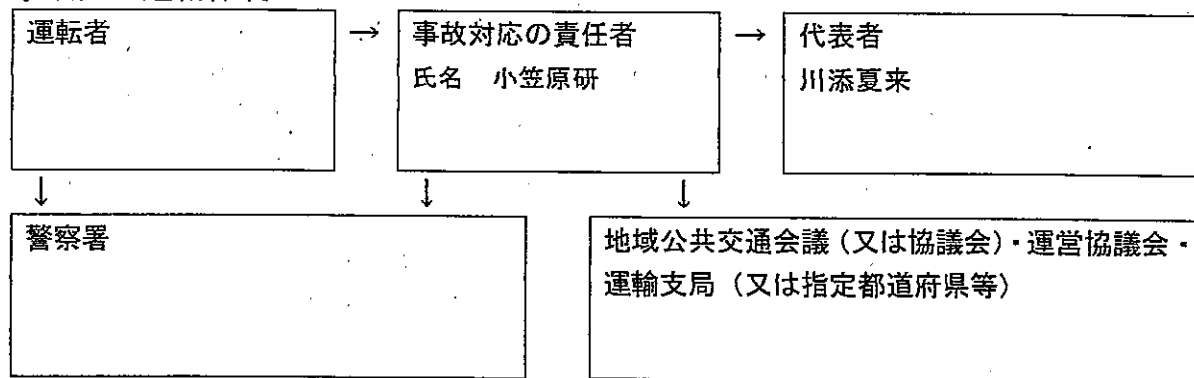 運転者
→
事故対応の責任者
氏名 小笠原研
→
代表者
川添夏来
↓
↓
↓
警察署
地域公共交通会議（又は協議会）・運営協議会・
運輸支局（又は指定都道府県等）